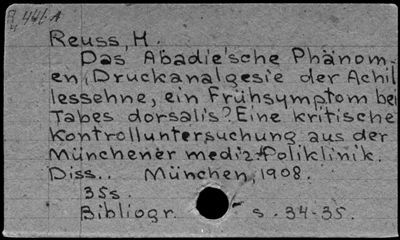 446 A
Reuss, M.
Das Abadie'sche Phänom-
en (Druckanalgesie der Achil
lessehne, ein Frühsymptom bei
Tabes dorsalis? Eine kritische
Kontrolluntersuchung aus der
Münchener mediz. Poliklinik.
Diss.. München, 1908.
35s.
Bibliogr. s. 34-35.